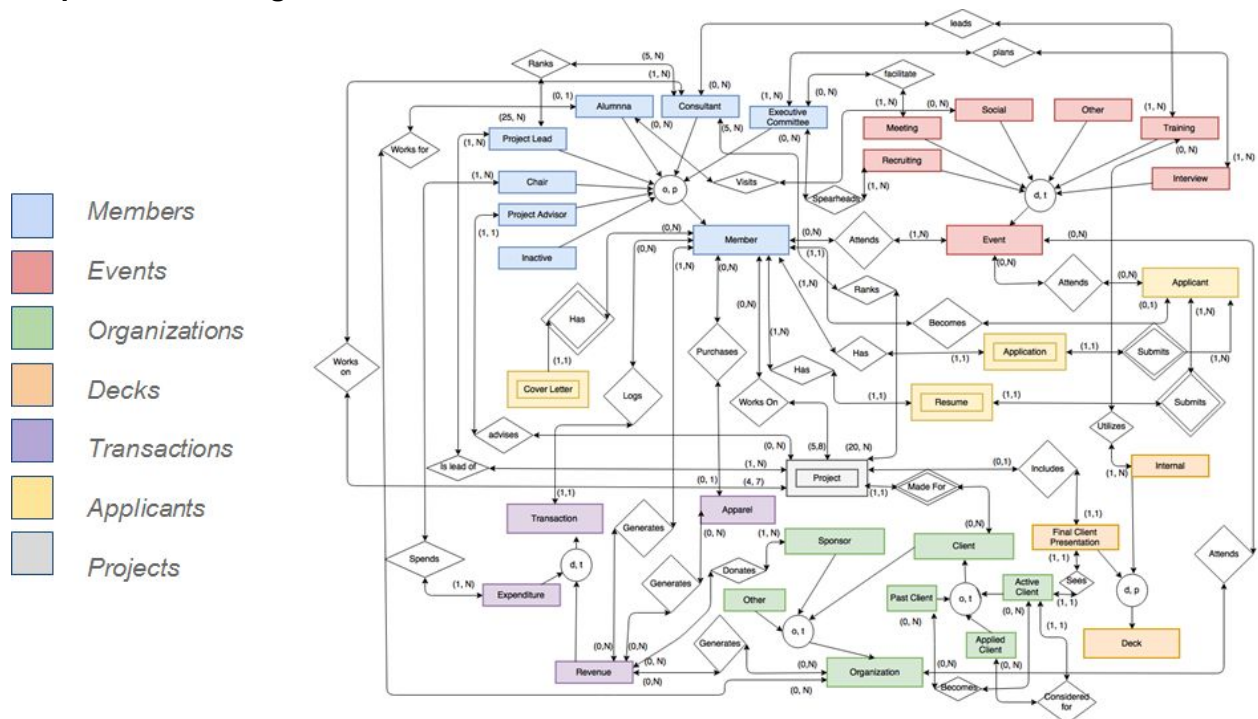 leads
plans
Ranks
(5, N)
(1, N)
(0, N)
facilitate
(0, 1)
Alumnna
Consultant
(1, N)
(0, N)
Executive
Committee
(1, N)
(0, N)
Social
Other
(1, N)
(25, N)
Project Lead
(0, N)
(5, N)
(0, N)
Meeting
Training
(0, N)
Works for
(1, N)
Recruiting
(1, N)
Members
(1, N)
Chair
o, p
Visits
(1, N)
Spearheads
d, t
Interview
Project Advisor
(1, 1)
Events
Inactive
(0,N)
(0,N)
(1,N)
Member
(0,N)
(0,N)
(1,1)
Attends
(1,N)
Event
(0,N)
(0,N)
Attends
(0,N)
Applicant
(0,1)
(1,N)
(1,N)
Ranks
Organizations
Has
(0,N)
Becomes
(1,1)
Purchases
(1,N)
Has
(1,1)
Application
(1,1)
Submits
(1,N)
Works
on
Decks
Cover Letter
Has
Logs
Works On
(1,1)
Resume
(1,1)
Submits
Transactions
advises
(0, N)
(5,8)
(20, N)
Utilizes
Is lead of
(1, N)
(0,1)
Includes
(1, N)
Internal
(0, 1)
(4, 7)
Project
(1,1)
Made For
Applicants
(1,1)
(1,1)
Transaction
Apparel
Generates
(0, N)
(1, N)
Sponsor
(0,N)
Client
Final Client
Presentation
Projects
Attends
Spends
d, t
Donates
(1, 1)
Sees
(1, N)
Expenditure
Generates
Other
Past Client
o, t
Active
Client
(1, 1)
d, p
(0, N)
(0, N)
(1, 1)
o, t
Generates
Applied
Client
Deck
(0,N)
(0,N)
(0, N)
(0,N)
(0, N)
(0,N)
Revenue
(0,N)
Organization
(0, N)
Becomes
Considered
for